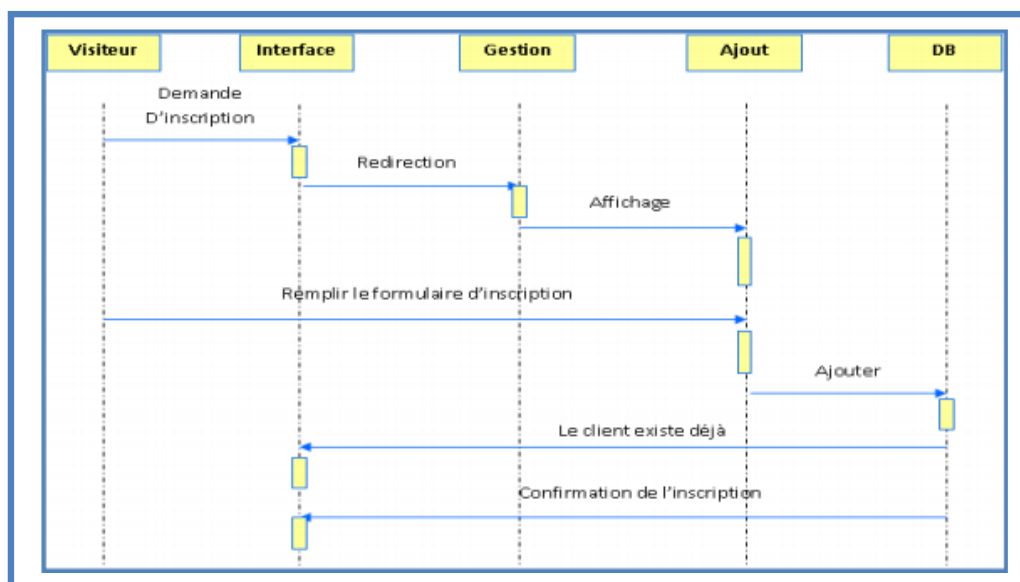 Visiteur
Interface
Gestion
Ajout
DB
Demande
D'inscription
Redirection
Affichage
Remplir le formulaire d'inscription
Ajouter
Le client existe déjà
Confirmation de l'inscription